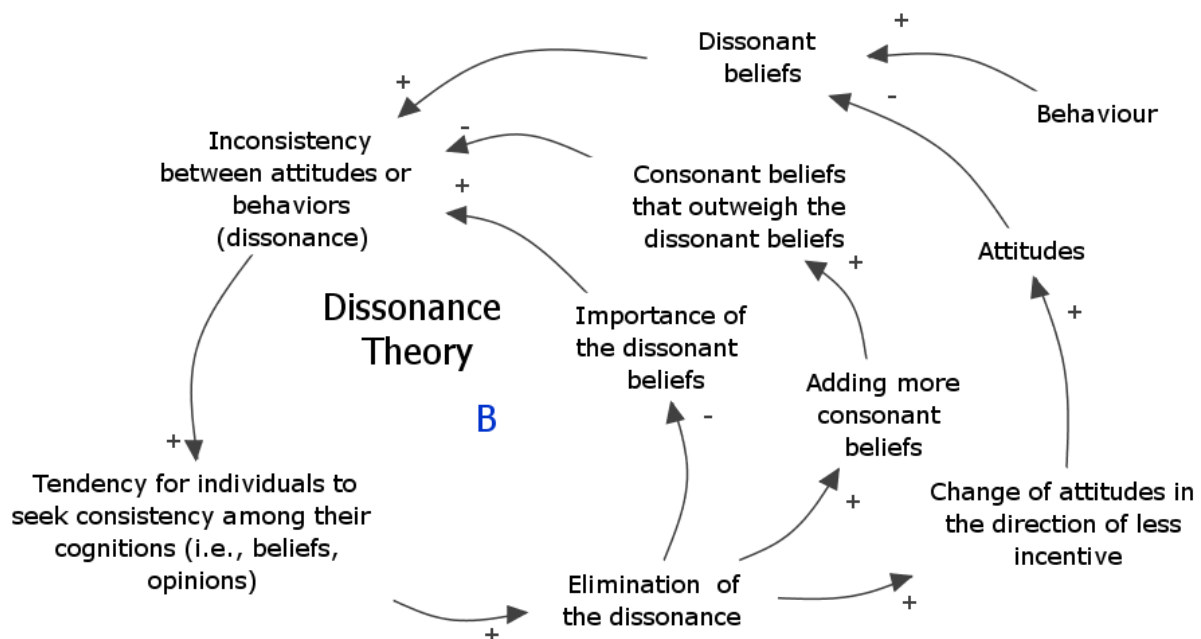 Dissonant
beliefs
+
Behaviour
-
+
Inconsistency
between attitudes or
behaviors
(dissonance)
-
+
Consonant beliefs
that outweigh the
dissonant beliefs
+
Attitudes
+
Dissonance
Theory
B
Importance of
the dissonant
beliefs
-
Adding more
consonant
beliefs
+
+
Tendency for individuals to
seek consistency among their
cognitions (i.e., beliefs,
opinions)
+
Elimination of
the dissonance
+
Change of attitudes in
the direction of less
incentive